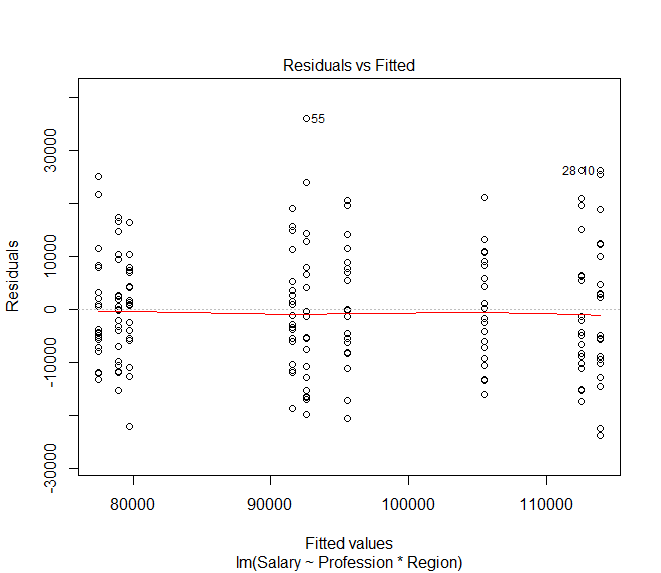 Residuals vs Fitted
30000
10000
0
-10000
-30000
Residuals
55
28
10
80000 90000 100000 110000
Fitted values
lm(Salary ~ Profession * Region)